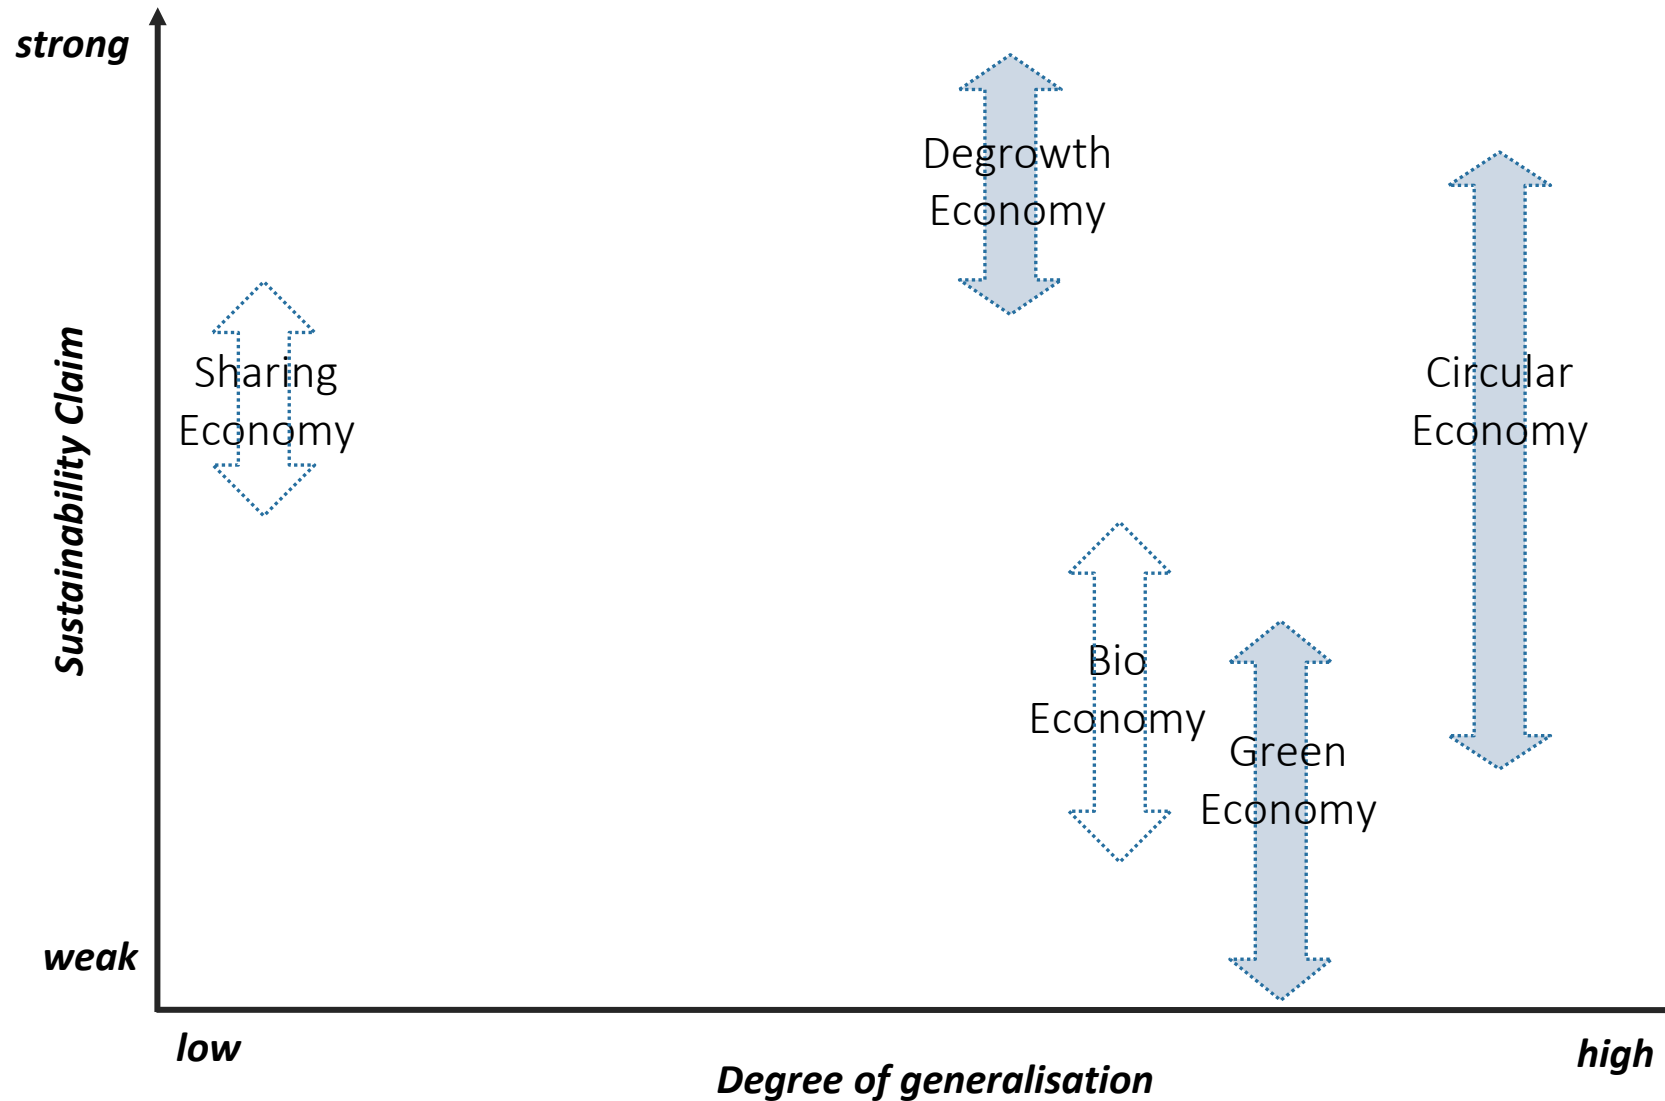 strong
Degrowth
Economy
Sharing
Economy
Circular
Economy
Sustainability Claim
Bio
Economy
Green
Economy
weak
low
high
Degree of generalisation